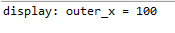 display: outer_x = 100